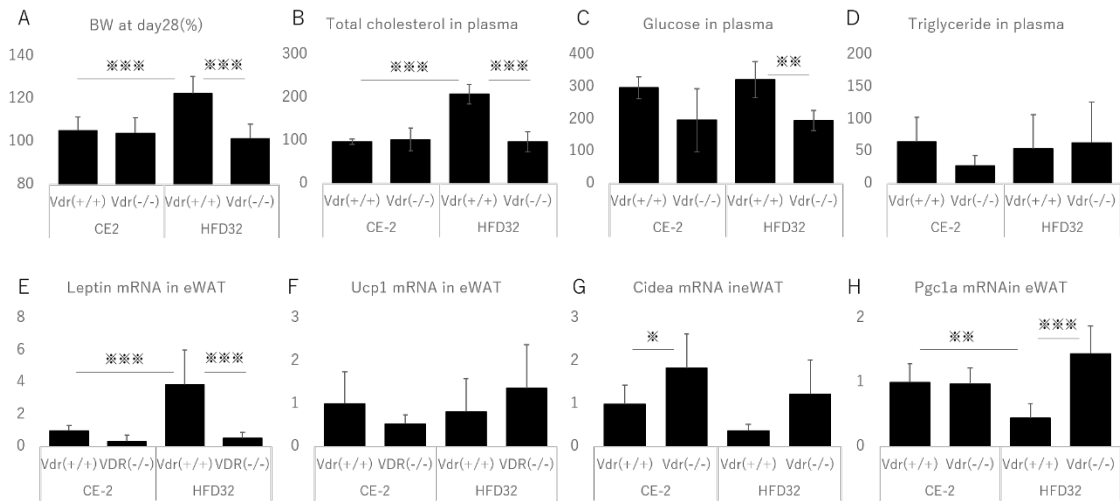 A BW at day28(%)
140
120
100
80
※※※ ※※※
Vdr(+/+) Vdr(-/-) Vdr(+/+) Vdr(-/-)
CE2 HFD32
B Total cholesterol in plasma
300
200
100
0
※※※ ※※※
Vdr(+/+) Vdr(-/-) Vdr(+/+) Vdr(-/-)
CE-2 HFD32
C Glucose in plasma
400
300
200
100
0
※※
Vdr(+/+) Vdr(-/-) Vdr(+/+) Vdr(-/-)
CE-2 HFD32
D Triglyceride in plasma
200
150
100
50
0
Vdr(+/+) Vdr(-/-) Vdr(+/+) Vdr(-/-)
CE-2 HFD32
E Leptin mRNA in eWAT
8
6
4
2
0
※※※ ※※※
Vdr(+/+) VDR(-/-) Vdr(+/+) VDR(-/-)
CE-2 HFD32
F Ucp1 mRNA in eWAT
3
2
1
0
Vdr(+/+) VDR(-/-) Vdr(+/+) VDR(-/-)
CE-2 HFD32
G Cidea mRNA ineWAT
3
2
1
0
※
Vdr(+/+) Vdr(-/-) Vdr(+/+) Vdr(-/-)
CE-2 HFD32
H Pgc1a mRNAin eWAT
2
1
0
※※ ※※※
Vdr(+/+) Vdr(-/-) Vdr(+/+) Vdr(-/-)
CE-2 HFD32